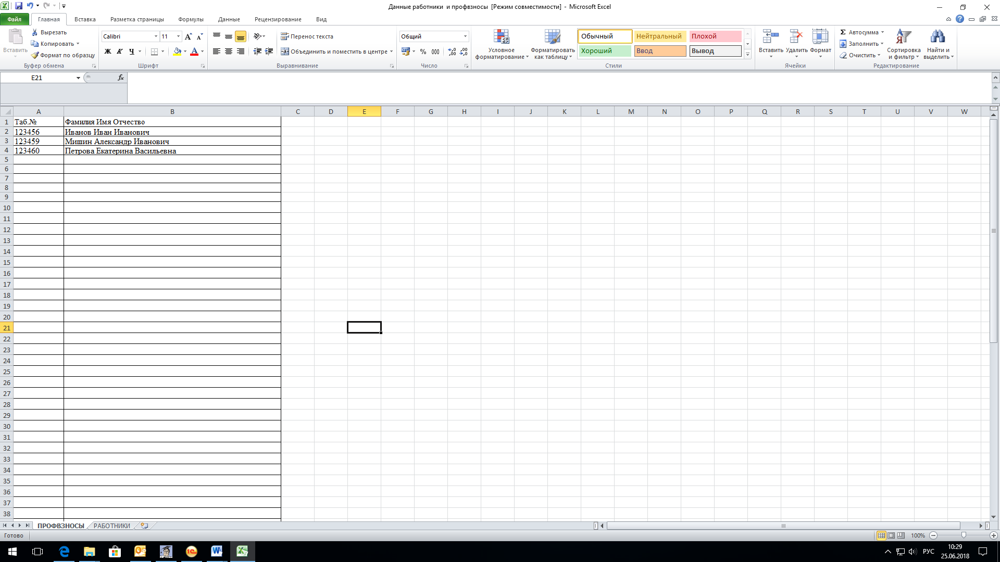 Данные работники  и профвзносы  [Режим совместимости]  -  Microsoft Excel
Файл Главная Вставка Разметка страницы Формулы Данные Рецензирование Вид
Вставить
Вырезать
Копировать
Формат по образцу
Буфер обмена
Calibri 11
Ж К Ч А
Шрифт
Перенос текста
Объединить и поместить в центре
Выравнивание
Общий
% 000
Число
Условное форматирование
Форматировать как таблицу
Обычный Нейтральный Плохой
Хороший Ввод Вывод
Стили
Вставить Удалить Формат
Ячейки
Σ Автосумма
Заполнить
Очистить
Сортировка и фильтр
Найти и выделить
Редактирование
E21 fx
A B C D E F G H I J K L M N O P Q R S T U V W
1 Таб.№ Фамилия Имя Отчество
2 123456 Иванов Иван Иванович
3 123459 Мишин Александр Иванович
4 123460 Петрова Екатерина Васильевна
5
6
7
8
9
10
11
12
13
14
15
16
17
18
19
20
21
22
23
24
25
26
27
28
29
30
31
32
33
34
35
36
37
38
ПРОФВЗНОСЫ РАБОТНИКИ
Готово 100%
РУС 10:29
25.06.2018